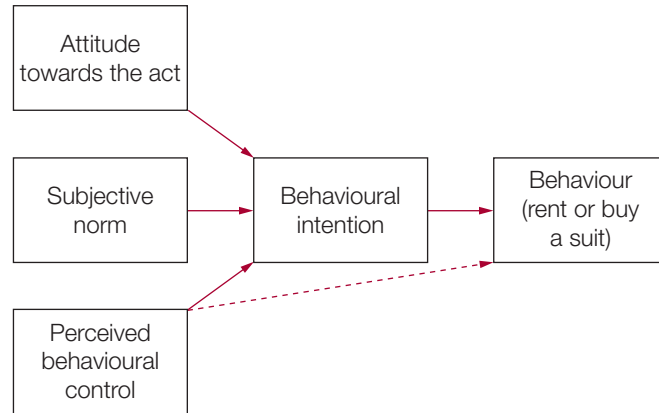 Attitude
towards the act
Subjective
norm
Behavioural
intention
Behaviour
(rent or buy
a suit)
Perceived
behavioural
control